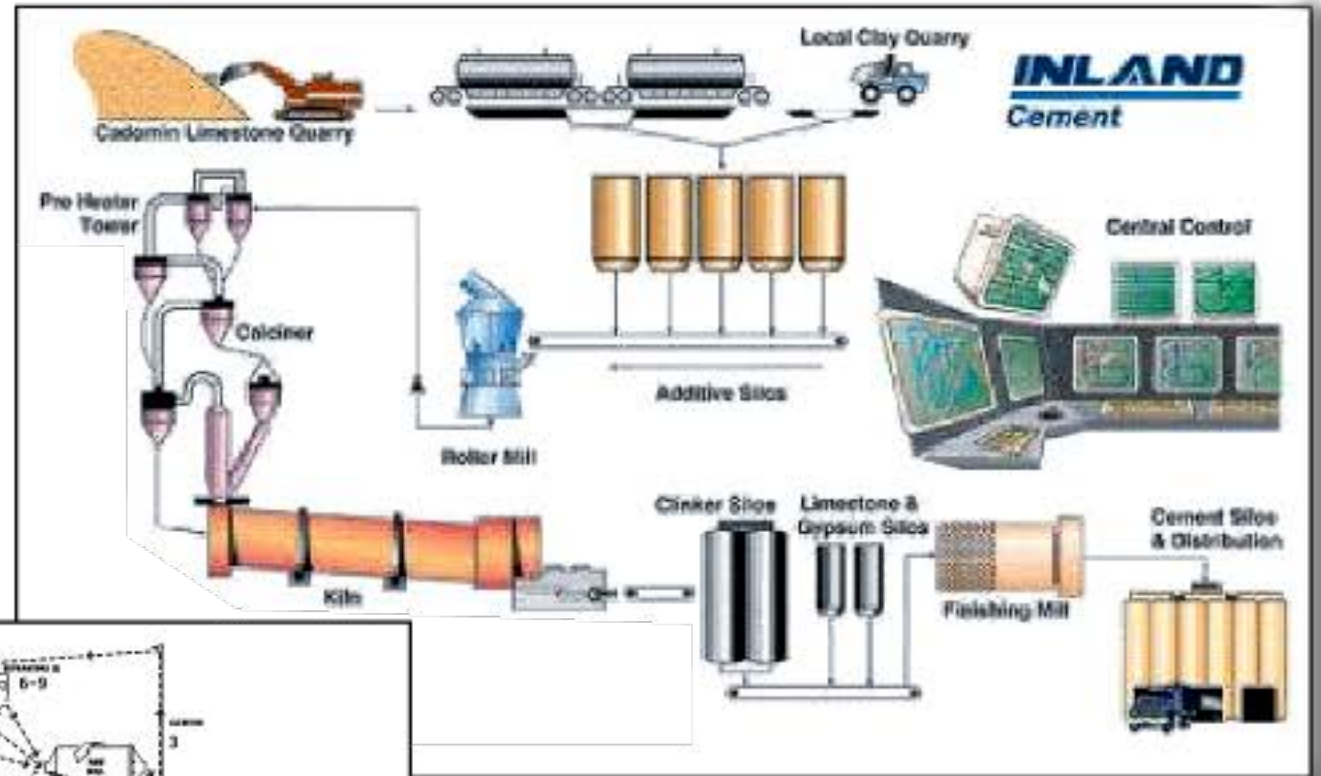 Local Clay Quarry
INLAND
Cement
Cadomin Limestone Quarry
Pre Heater
Tower
Central Control
Calciner
Additive Silos
Roller Mill
Clinker Silos
Limestone &
Gypsum Silos
Cement Silos
& Distribution
Kiln
Finishing Mill
6-9
3